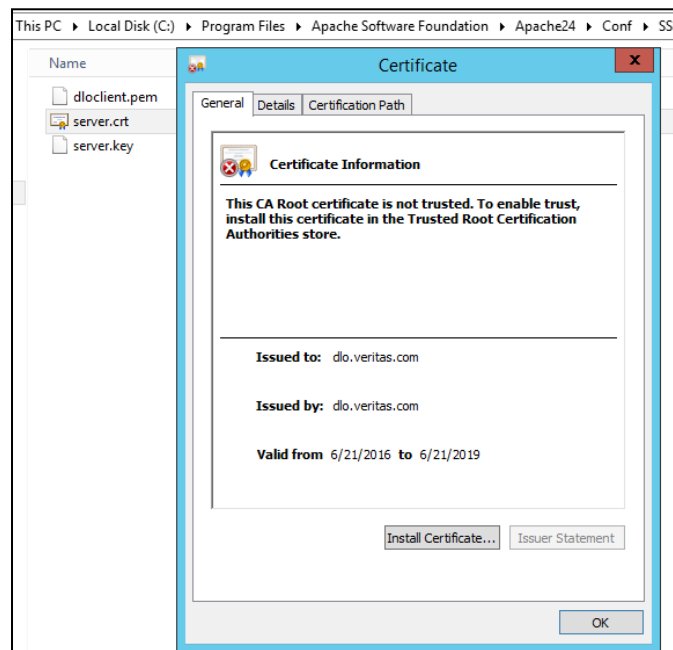 This PC ▸ Local Disk (C:) ▸ Program Files ▸ Apache Software Foundation ▸ Apache24 ▸ Conf ▸
Name
dloclient.pem
server.crt
server.key
Certificate
x
General Details Certification Path
Certificate Information
This CA Root certificate is not trusted. To enable trust,
install this certificate in the Trusted Root Certification
Authorities store.
Issued to: dlo.veritas.com
Issued by: dlo.veritas.com
Valid from 6/21/2016 to 6/21/2019
Install Certificate... Issuer Statement
OK